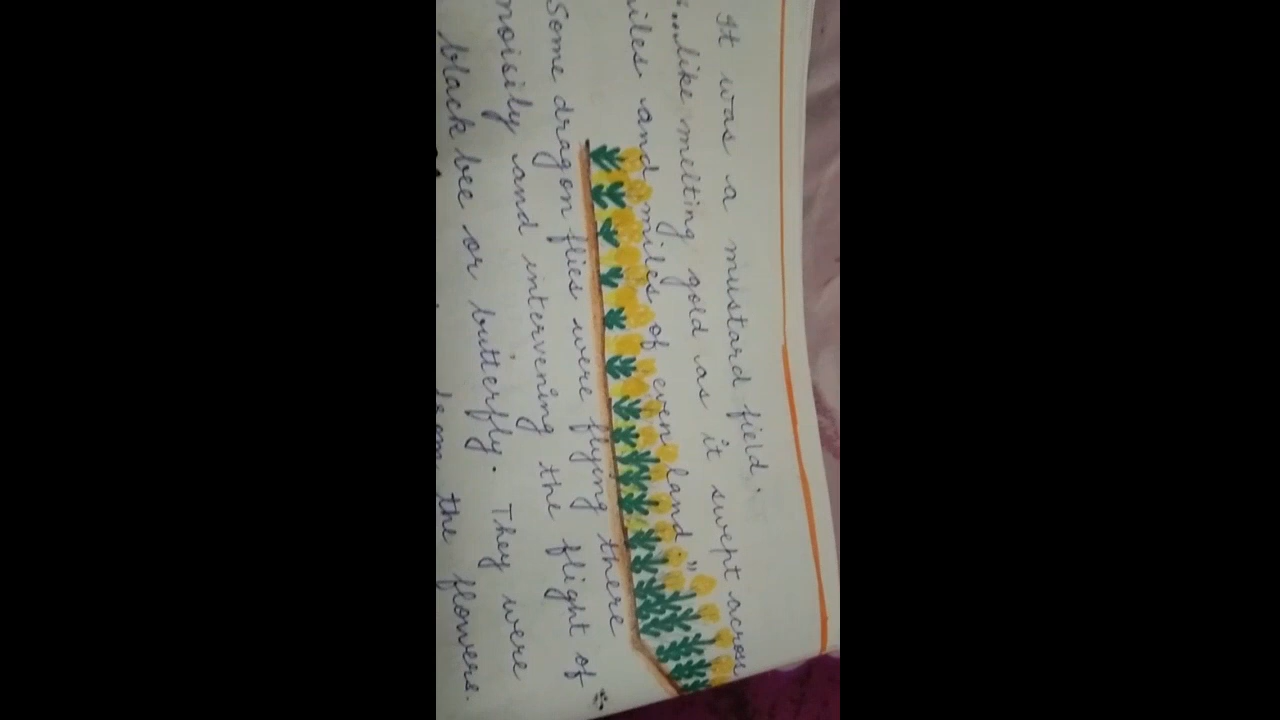 It was a mustard field.
"...like melting gold as it swept across
miles and miles of even land."
Some dragon flies were flying there
noisily and intervening the flight of
black bee or butterfly. They were
the flowers.